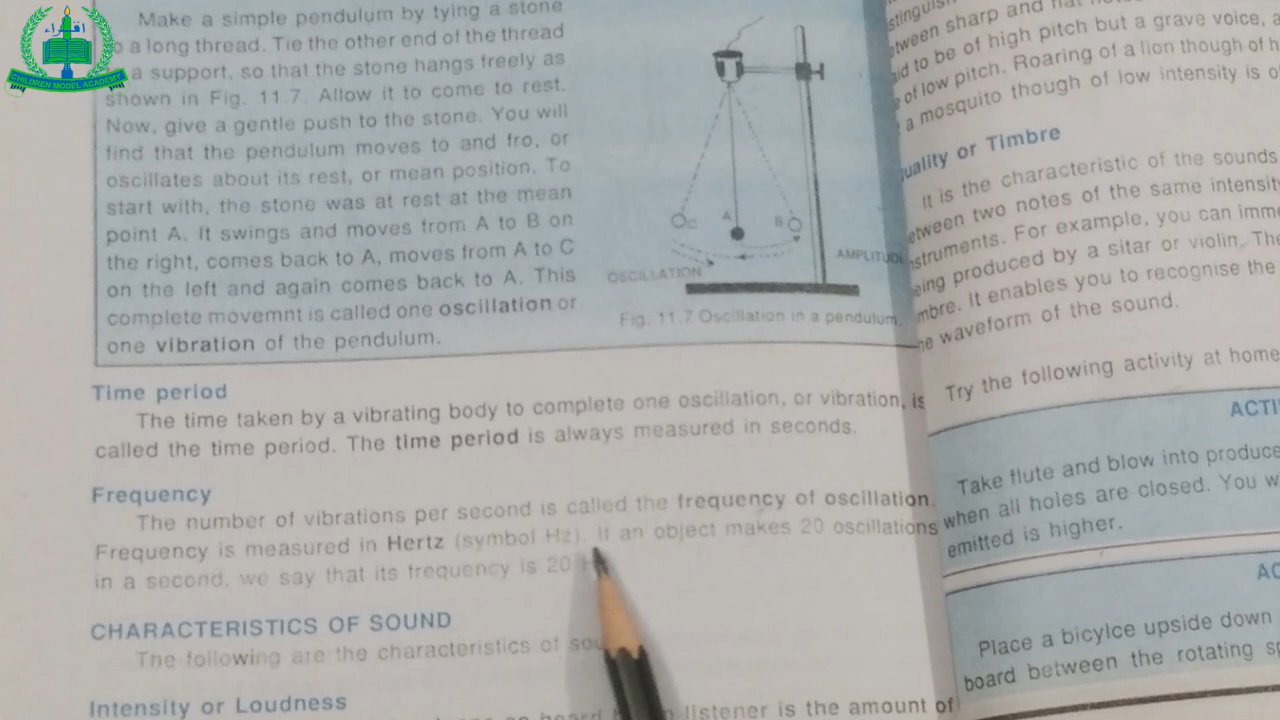 اقراء
CHILDREN MODEL ACADEMY
Make a simple pendulum by tying a stone
a long thread. Tie the other end of the thread
a support, so that the stone hangs freely as
shown in Fig. 11.7. Allow it to come to rest.
Now, give a gentle push to the stone. You will
find that the pendulum moves to and fro, or
oscillates about its rest, or mean position. To
start with, the stone was at rest at the mean
point A. It swings and moves from A to B on
the right, comes back to A, moves from A to C
on the left and again comes back to A. This
complete movemnt is called one oscillation or
one vibration of the pendulum.
C
A
B
OSCILLATION
AMPLITUD
Fig. 11.7 Oscillation in a pendulum.
Time period
The time taken by a vibrating body to complete one oscillation, or vibration, is
called the time period. The time period is always measured in seconds.
Frequency
The number of vibrations per second is called the frequency of oscillation.
Frequency is measured in Hertz (symbol Hz). If an object makes 20 oscillations
in a second, we say that its frequency is 20
CHARACTERISTICS OF SOUND
The following are the characteristics of
Intensity or Loudness
listener is the amount of
sharp and
to be of high pitch but a grave voice,
of low pitch. Roaring of a lion though of
a mosquito though of low intensity is
or Timbre
It is the characteristic of the sounds
two notes of the same
For example, you can
produced by a sitar or violin.
It enables you to recognise the
waveform of the sound.
Try the following activity at home
Take flute and blow into produce
when all holes are closed. You
emitted is higher.
Place a bicylce upside down
board between the rotating